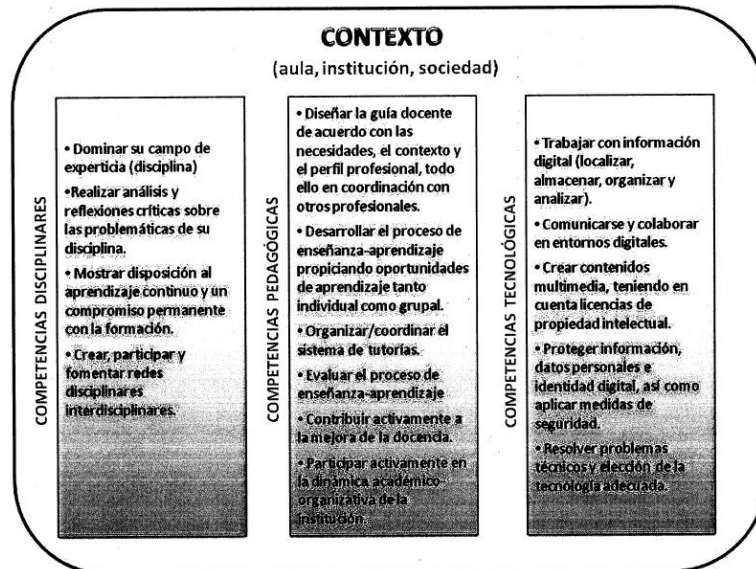 CONTEXTO
(aula, institución, sociedad)
COMPETENCIAS DISCIPLINARES
• Dominar su campo de
experticia (disciplina)
•Realizar análisis y
reflexiones críticas sobre
las problemáticas de su
disciplina.
• Mostrar disposición al
aprendizaje continuo y un
compromiso permanente
con la formación.
• Crear, participar y
fomentar redes
disciplinares
interdisciplinares.
COMPETENCIAS PEDAGÓGICAS
• Diseñar la guía docente
de acuerdo con las
necesidades, el contexto y
el perfil profesional, todo
ello en coordinación con
otros profesionales.
• Desarrollar el proceso de
enseñanza-aprendizaje
propiciando oportunidades
de aprendizaje tanto
individual como grupal.
• Organizar/coordinar el
sistema de tutorías.
• Evaluar el proceso de
enseñanza-aprendizaje
• Contribuir activamente a
la mejora de la docencia.
• Participar activamente en
la dinámica académico-
organizativa de la
institución.
COMPETENCIAS TECNOLÓGICAS
• Trabajar con información
digital (localizar,
almacenar, organizar y
analizar).
• Comunicarse y colaborar
en entornos digitales.
• Crear contenidos
multimedia, teniendo en
cuenta licencias de
propiedad intelectual.
• Proteger información,
datos personales e
identidad digital, así como
aplicar medidas de
seguridad.
• Resolver problemas
técnicos y elección de la
tecnología adecuada.